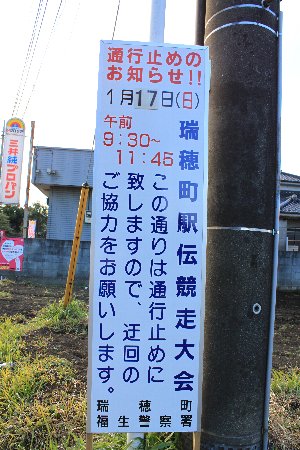 通行止めの
お知らせ!!
1月17日(日)
午前
9:30〜
11:45
瑞穂町駅伝競走大会
この通りは通行止めに
致しますので、迂回の
ご協力をお願いします。
瑞穂町
福生警察署
三井
プロパン